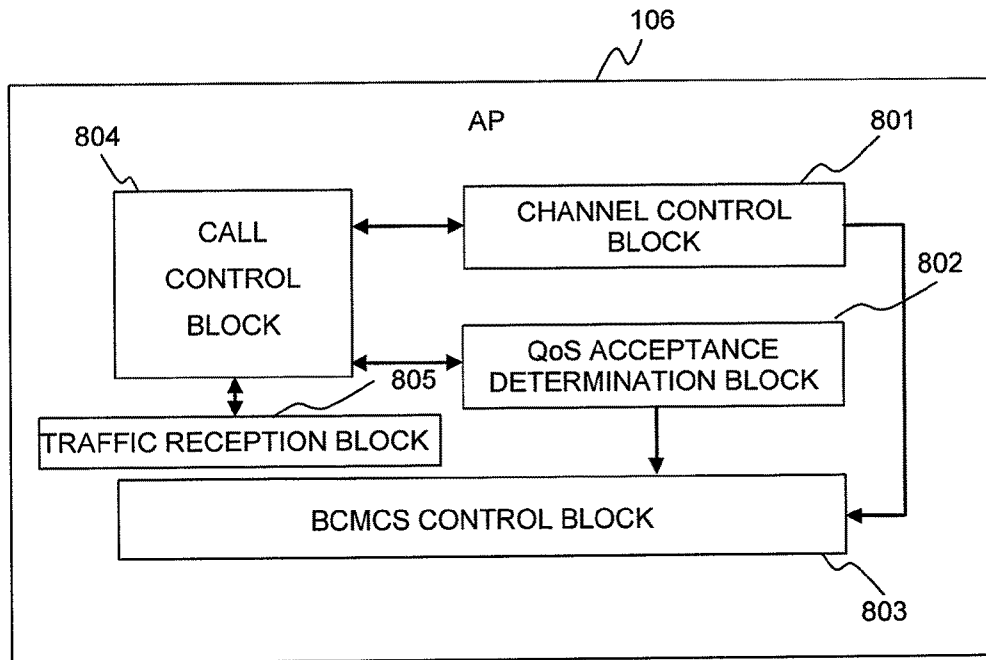 106
AP
804
801
CALL
CONTROL
BLOCK
CHANNEL CONTROL
BLOCK
802
QoS ACCEPTANCE
DETERMINATION BLOCK
805
TRAFFIC RECEPTION BLOCK
BCMCS CONTROL BLOCK
803